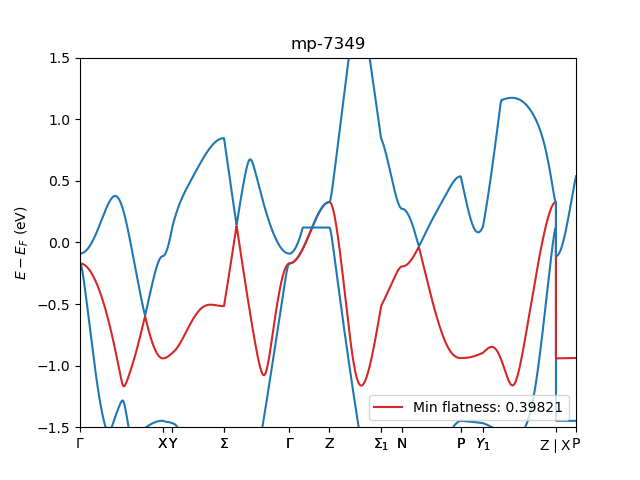 mp-7349
E − E_F (eV)
1.5
1.0
0.5
0.0
−0.5
−1.0
−1.5
Min flatness: 0.39821
Γ X Y Σ Γ Z Σ₁ N P Y₁ Z | X P